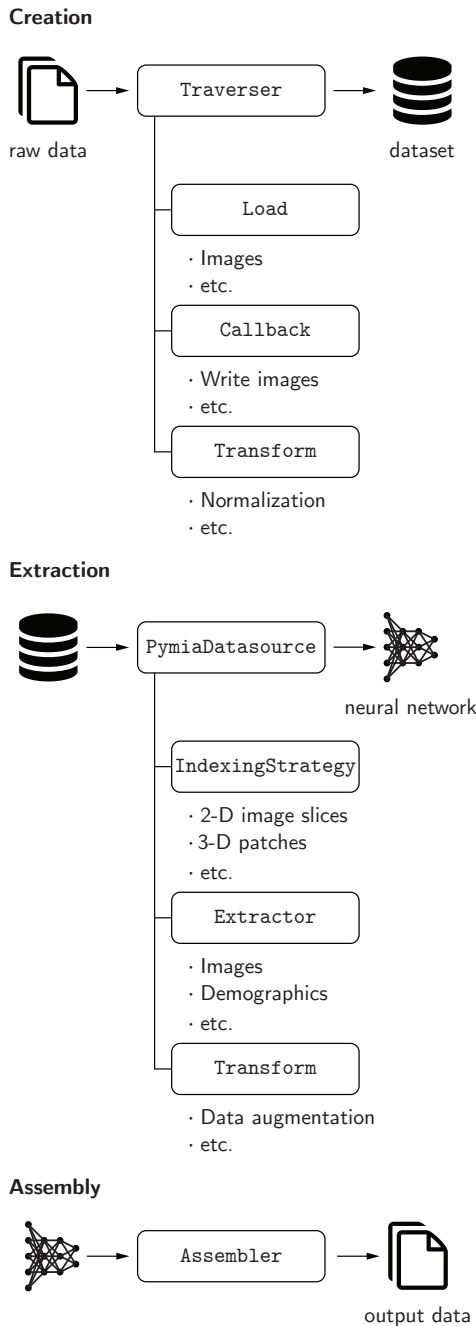 Creation
Traverser
raw data
dataset
Load
· Images
· etc.
Callback
· Write images
· etc.
Transform
· Normalization
· etc.
Extraction
PymiaDatasource
neural network
IndexingStrategy
· 2-D image slices
· 3-D patches
· etc.
Extractor
· Images
· Demographics
· etc.
Transform
· Data augmentation
· etc.
Assembly
Assembler
output data